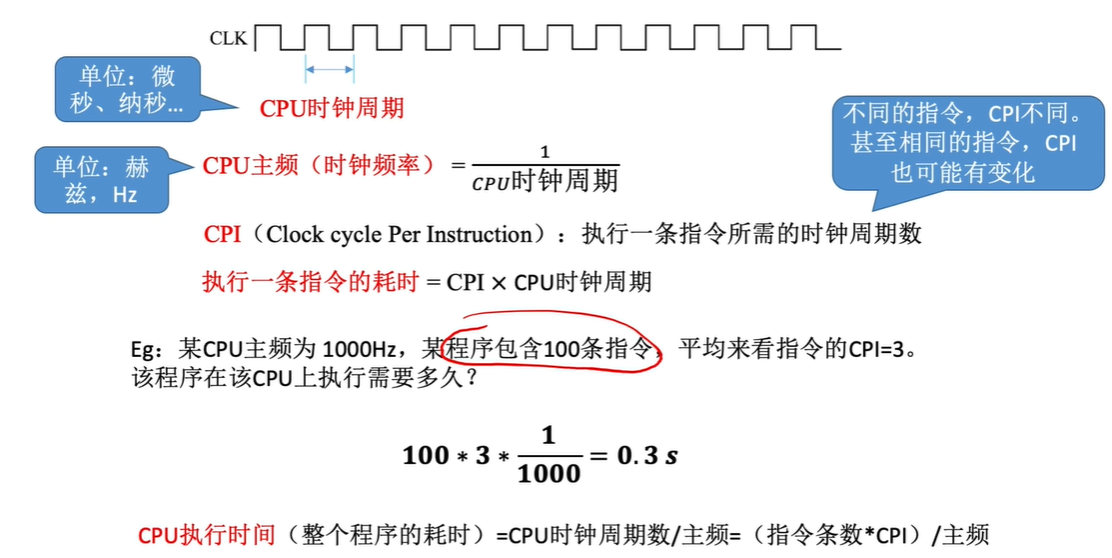 CLK
单位：微
秒、纳秒...
CPU时钟周期
单位：赫
兹，Hz
CPU主频（时钟频率）= 1
CPU时钟周期
不同的指令，CPI不同。
甚至相同的指令，CPI
也可能有变化
CPI（Clock cycle Per Instruction）：执行一条指令所需的时钟周期数
执行一条指令的耗时 = CPI × CPU时钟周期
Eg：某CPU主频为 1000Hz，某程序包含100条指令，平均来看指令的CPI=3。
该程序在该CPU上执行需要多久？
100 * 3 * 1
1000
= 0.3 s
CPU执行时间（整个程序的耗时）=CPU时钟周期数/主频=（指令条数*CPI）/主频